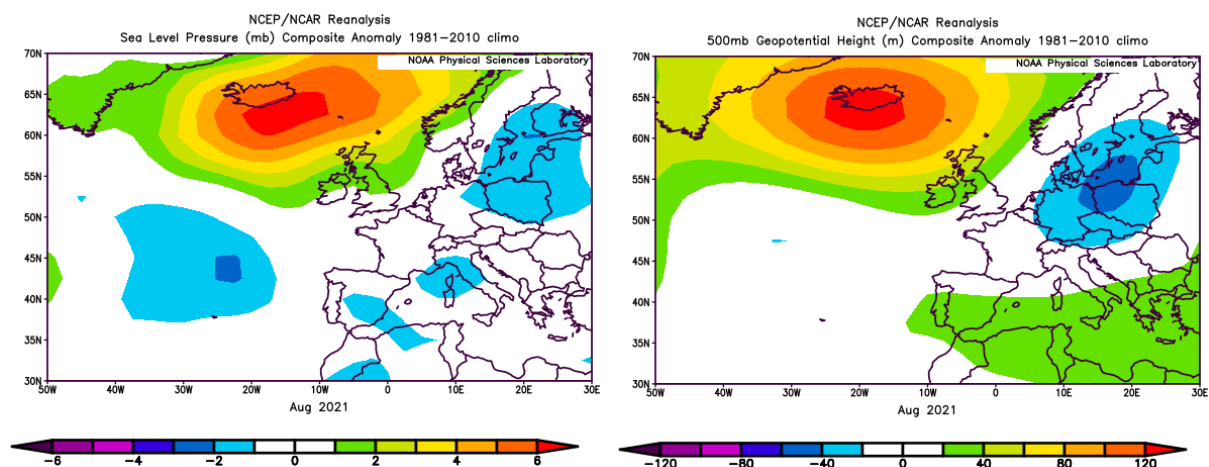 NCEP/NCAR Reanalysis
Sea Level Pressure (mb) Composite Anomaly 1981-2010 climo
NOAA Physical Sciences Laboratory
70N
65N
60N
55N
50N
45N
40N
35N
30N
50W 40W 30W 20W 10W 0 10E 20E 30E
Aug 2021
-6 -4 -2 0 2 4 6
NCEP/NCAR Reanalysis
500mb Geopotential Height (m) Composite Anomaly 1981-2010 climo
NOAA Physical Sciences Laboratory
70N
65N
60N
55N
50N
45N
40N
35N
30N
50W 40W 30W 20W 10W 0 10E 20E 30E
Aug 2021
-120 -80 -40 0 40 80 120